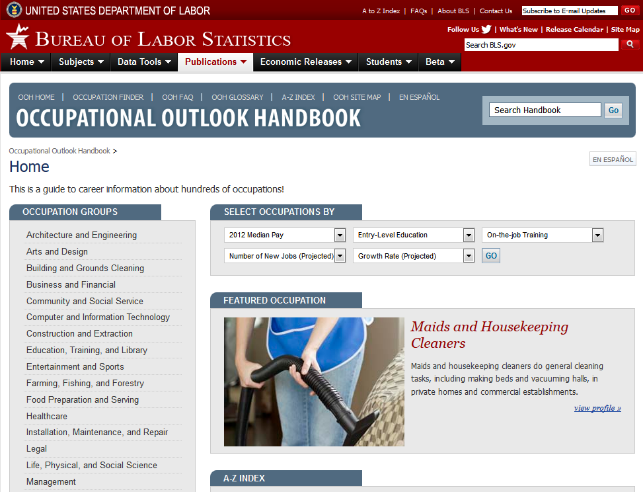 UNITED STATES DEPARTMENT OF LABOR
A to Z Index | FAQs | About BLS | Contact Us Subscribe to E-mail Updates GO
BUREAU OF LABOR STATISTICS
Follow Us | What's New | Release Calendar | Site Map
Search BLS.gov
Home Subjects Data Tools Publications Economic Releases Students Beta
OOH HOME | OCCUPATION FINDER | OOH FAQ | OOH GLOSSARY | A-Z INDEX | OOH SITE MAP | EN ESPAÑOL
OCCUPATIONAL OUTLOOK HANDBOOK
Search Handbook Go
Occupational Outlook Handbook >
EN ESPAÑOL
Home
This is a guide to career information about hundreds of occupations!
OCCUPATION GROUPS
Architecture and Engineering
Arts and Design
Building and Grounds Cleaning
Business and Financial
Community and Social Service
Computer and Information Technology
Construction and Extraction
Education, Training, and Library
Entertainment and Sports
Farming, Fishing, and Forestry
Food Preparation and Serving
Healthcare
Installation, Maintenance, and Repair
Legal
Life, Physical, and Social Science
Management
SELECT OCCUPATIONS BY
2012 Median Pay Entry-Level Education On-the-job Training
Number of New Jobs (Projected) Growth Rate (Projected) GO
FEATURED OCCUPATION
Maids and Housekeeping
Cleaners
Maids and housekeeping cleaners do general cleaning
tasks, including making beds and vacuuming halls, in
private homes and commercial establishments.
view profile »
A-Z INDEX